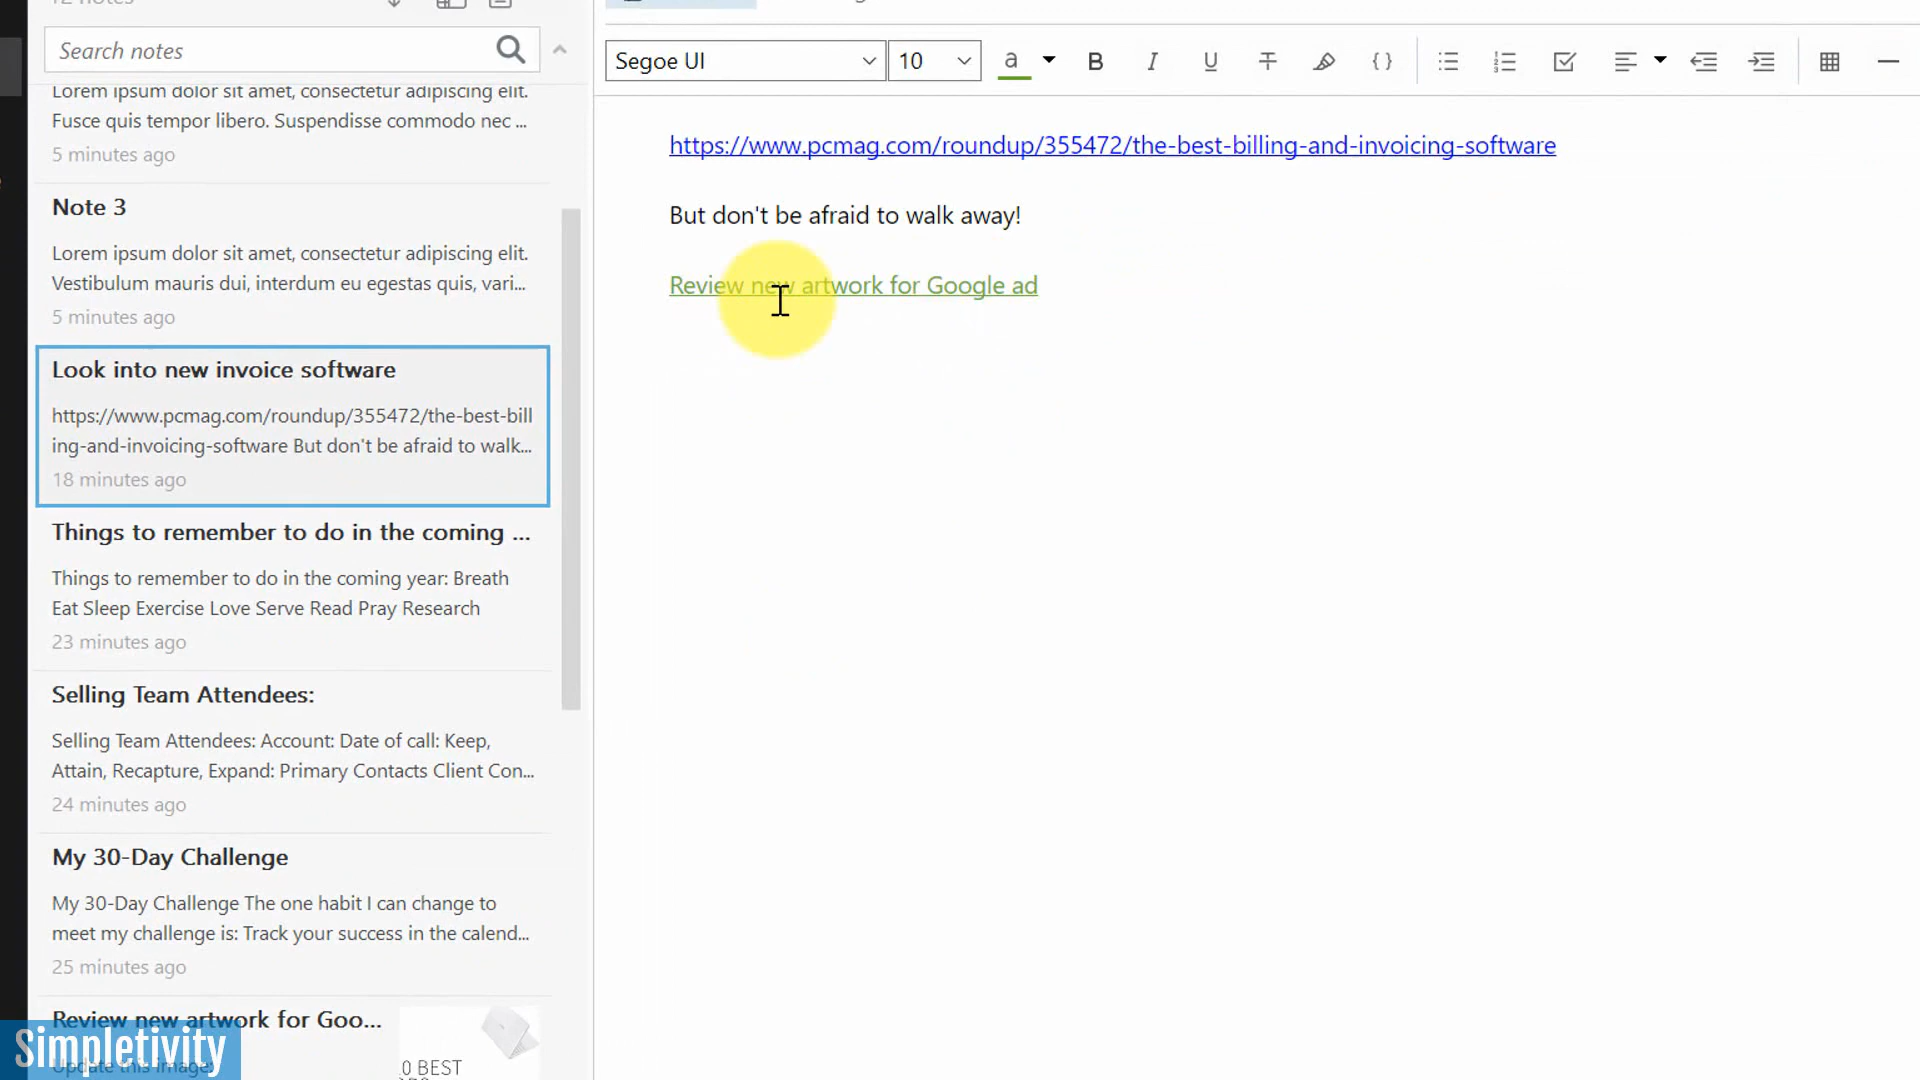 Search notes
Lorem ipsum dolor sit amet, consectetur adipiscing elit.
Fusce quis tempor libero. Suspendisse commodo nec ...
5 minutes ago
Note 3
Lorem ipsum dolor sit amet, consectetur adipiscing elit.
Vestibulum mauris dui, interdum eu egestas quis, vari...
5 minutes ago
Look into new invoice software
https://www.pcmag.com/roundup/355472/the-best-bill
ing-and-invoicing-software But don't be afraid to walk...
18 minutes ago
Things to remember to do in the coming ...
Things to remember to do in the coming year: Breath
Eat Sleep Exercise Love Serve Read Pray Research
23 minutes ago
Selling Team Attendees:
Selling Team Attendees: Account: Date of call: Keep,
Attain, Recapture, Expand: Primary Contacts Client Con...
24 minutes ago
My 30-Day Challenge
My 30-Day Challenge The one habit I can change to
meet my challenge is: Track your success in the calend...
25 minutes ago
Review new artwork for Goo...
Update this image:
0 BEST
Simpletivity
Segoe UI
10
a B I U T { }
https://www.pcmag.com/roundup/355472/the-best-billing-and-invoicing-software
But don't be afraid to walk away!
Review new artwork for Google ad